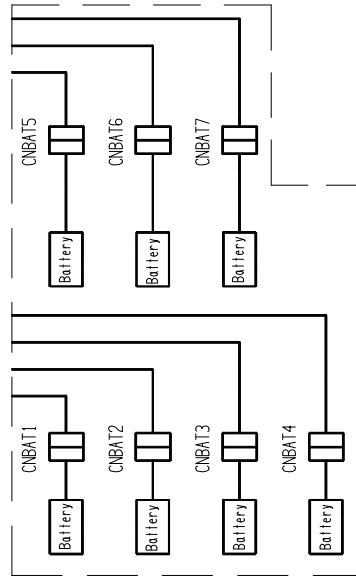 CNBAT5
CNBAT6
CNBAT7
Battery
Battery
Battery
CNBAT1
CNBAT2
CNBAT3
CNBAT4
Battery
Battery
Battery
Battery